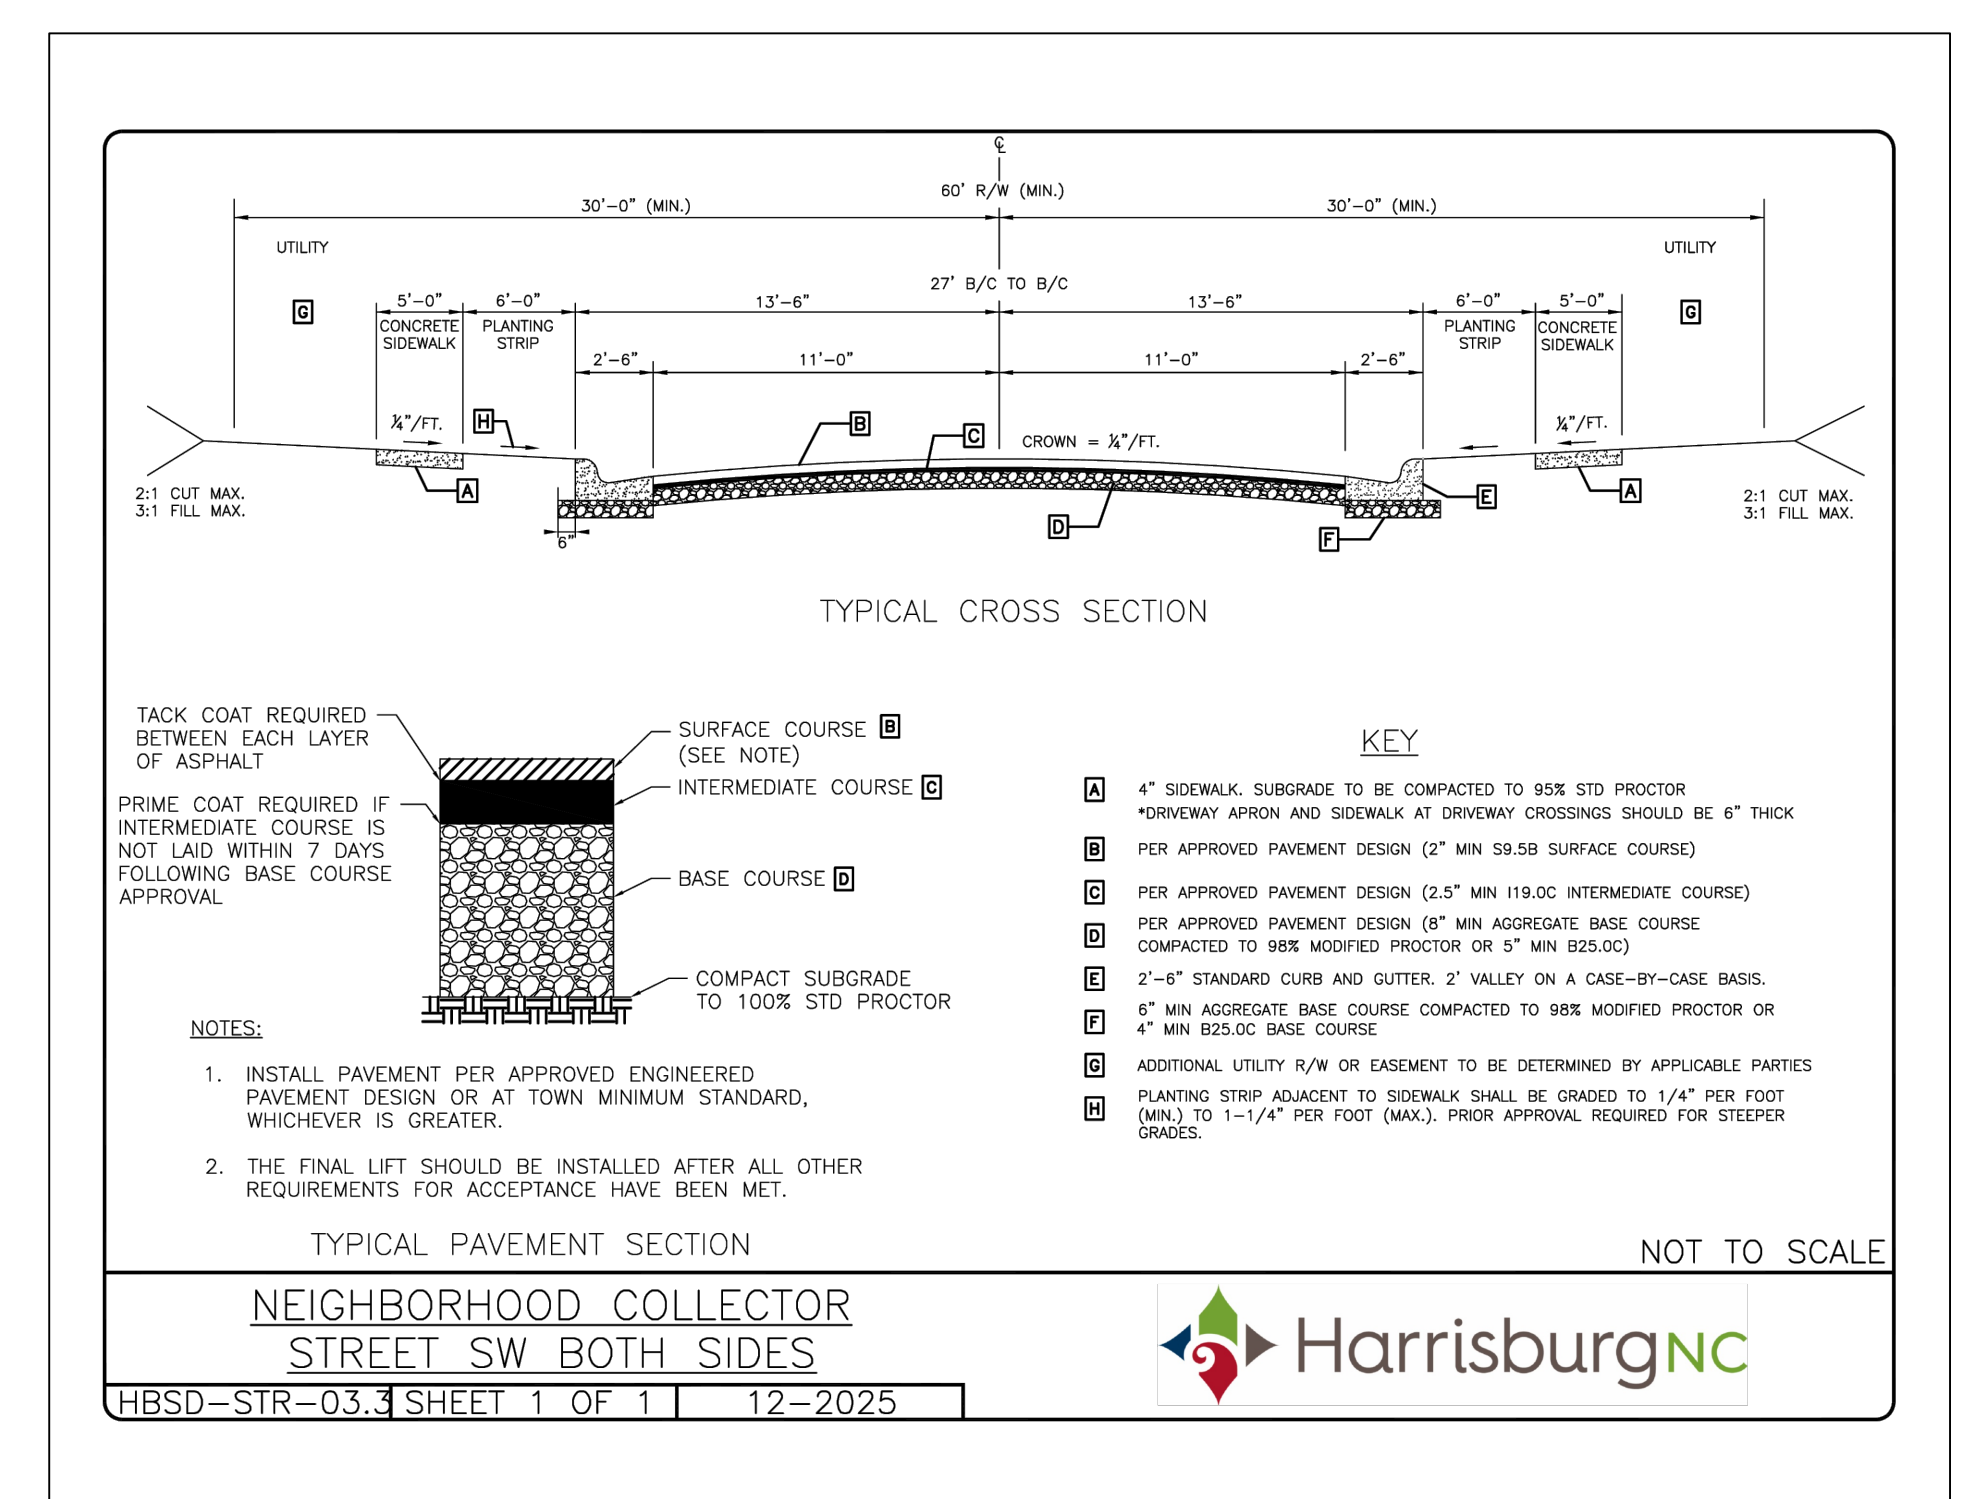 ℄
60' R/W (MIN.)
30'-0" (MIN.) 30'-0" (MIN.)
UTILITY UTILITY
27' B/C TO B/C
G 5'-0" 6'-0" 13'-6" 13'-6" 6'-0" 5'-0" G
CONCRETE SIDEWALK
PLANTING STRIP
PLANTING STRIP
CONCRETE SIDEWALK
2'-6" 11'-0" 11'-0" 2'-6"
¼"/FT. H B C CROWN = ¼"/FT. ¼"/FT.
A E A
2:1 CUT MAX.
3:1 FILL MAX.
2:1 CUT MAX.
3:1 FILL MAX.
6" D F
TYPICAL CROSS SECTION
TACK COAT REQUIRED
BETWEEN EACH LAYER
OF ASPHALT
PRIME COAT REQUIRED IF
INTERMEDIATE COURSE IS
NOT LAID WITHIN 7 DAYS
FOLLOWING BASE COURSE
APPROVAL
SURFACE COURSE B
(SEE NOTE)
INTERMEDIATE COURSE C
BASE COURSE D
COMPACT SUBGRADE
TO 100% STD PROCTOR
NOTES:
1. INSTALL PAVEMENT PER APPROVED ENGINEERED
PAVEMENT DESIGN OR AT TOWN MINIMUM STANDARD,
WHICHEVER IS GREATER.
2. THE FINAL LIFT SHOULD BE INSTALLED AFTER ALL OTHER
REQUIREMENTS FOR ACCEPTANCE HAVE BEEN MET.
TYPICAL PAVEMENT SECTION
KEY
A 4" SIDEWALK. SUBGRADE TO BE COMPACTED TO 95% STD PROCTOR
*DRIVEWAY APRON AND SIDEWALK AT DRIVEWAY CROSSINGS SHOULD BE 6" THICK
B PER APPROVED PAVEMENT DESIGN (2" MIN S9.5B SURFACE COURSE)
C PER APPROVED PAVEMENT DESIGN (2.5" MIN I19.0C INTERMEDIATE COURSE)
D PER APPROVED PAVEMENT DESIGN (8" MIN AGGREGATE BASE COURSE
COMPACTED TO 98% MODIFIED PROCTOR OR 5" MIN B25.0C)
E 2'-6" STANDARD CURB AND GUTTER. 2' VALLEY ON A CASE-BY-CASE BASIS.
F 6" MIN AGGREGATE BASE COURSE COMPACTED TO 98% MODIFIED PROCTOR OR
4" MIN B25.0C BASE COURSE
G ADDITIONAL UTILITY R/W OR EASEMENT TO BE DETERMINED BY APPLICABLE PARTIES
H PLANTING STRIP ADJACENT TO SIDEWALK SHALL BE GRADED TO 1/4" PER FOOT
(MIN.) TO 1-1/4" PER FOOT (MAX.). PRIOR APPROVAL REQUIRED FOR STEEPER
GRADES.
NOT TO SCALE
NEIGHBORHOOD COLLECTOR
STREET SW BOTH SIDES
HBSD-STR-03.3 SHEET 1 OF 1 12-2025
HarrisburgNC